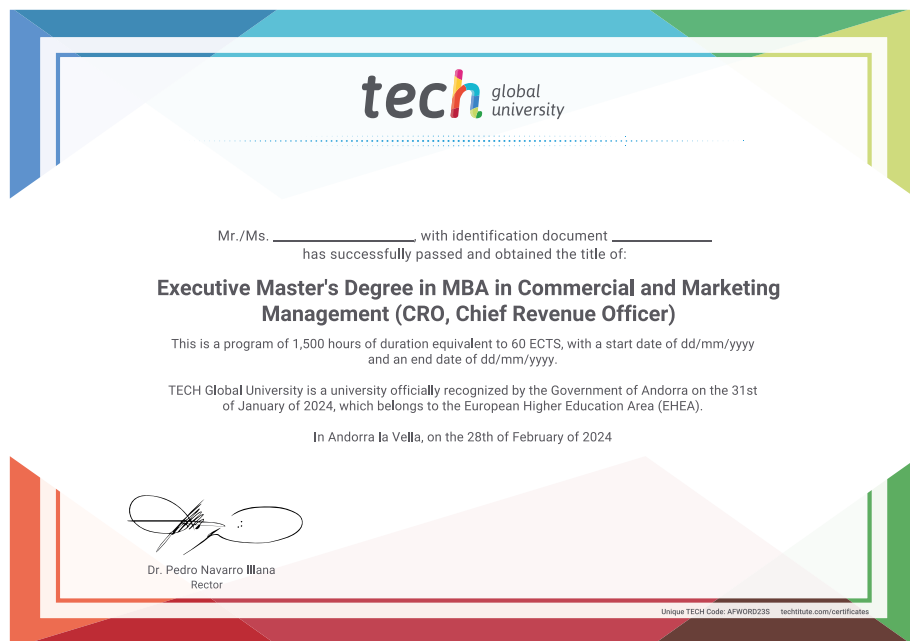 tech global university
Mr./Ms. ____________, with identification document ____________
has successfully passed and obtained the title of:
Executive Master's Degree in MBA in Commercial and Marketing
Management (CRO, Chief Revenue Officer)
This is a program of 1,500 hours of duration equivalent to 60 ECTS, with a start date of dd/mm/yyyy
and an end date of dd/mm/yyyy.
TECH Global University is a university officially recognized by the Government of Andorra on the 31st
of January of 2024, which belongs to the European Higher Education Area (EHEA).
In Andorra la Vella, on the 28th of February of 2024
Dr. Pedro Navarro Illana
Rector
Unique TECH Code: AFWORD23S techtitute.com/certificates